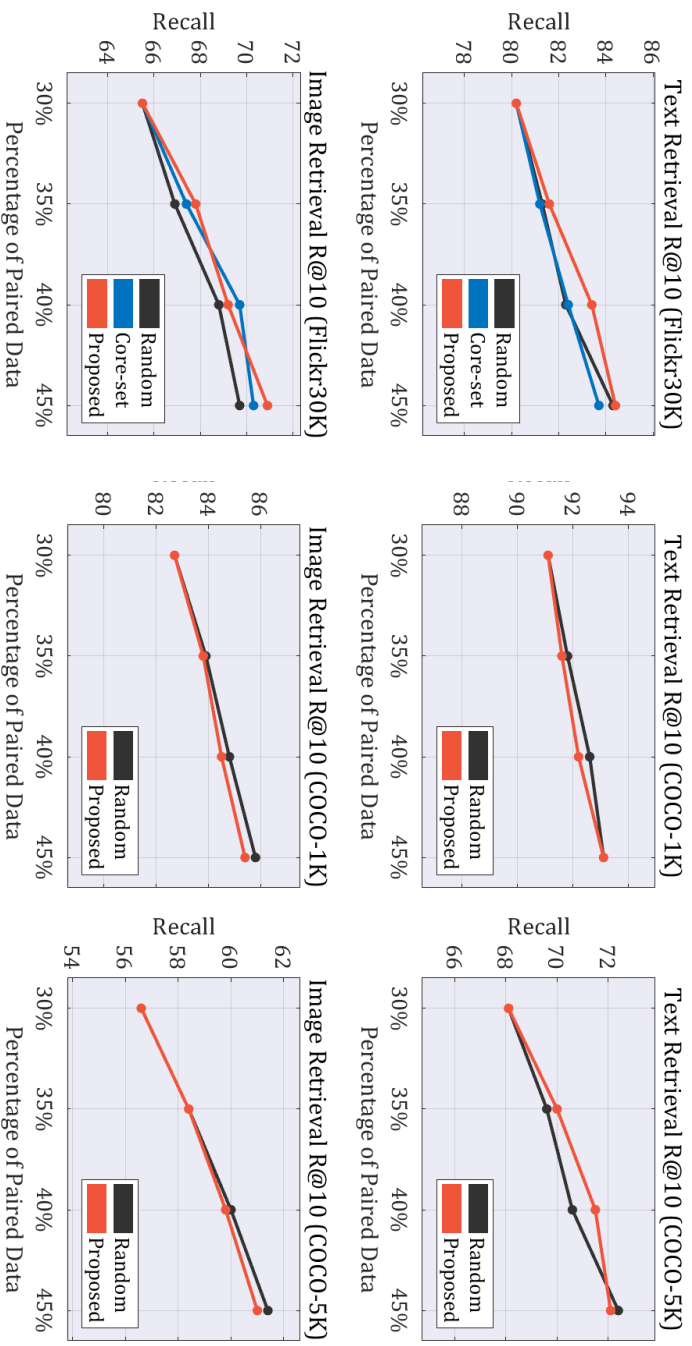 Text Retrieval R@10 (Flickr30K)
Recall
86
84
82
80
78
Random
Core-set
Proposed
30% 35% 40% 45%
Percentage of Paired Data
Text Retrieval R@10 (COCO-1K)
94
92
90
88
Random
Proposed
30% 35% 40% 45%
Percentage of Paired Data
Text Retrieval R@10 (COCO-5K)
Recall
72
70
68
66
Random
Proposed
30% 35% 40% 45%
Percentage of Paired Data
Image Retrieval R@10 (Flickr30K)
Recall
72
70
68
66
64
Random
Core-set
Proposed
30% 35% 40% 45%
Percentage of Paired Data
Image Retrieval R@10 (COCO-1K)
86
84
82
80
Random
Proposed
30% 35% 40% 45%
Percentage of Paired Data
Image Retrieval R@10 (COCO-5K)
Recall
62
60
58
56
54
Random
Proposed
30% 35% 40% 45%
Percentage of Paired Data